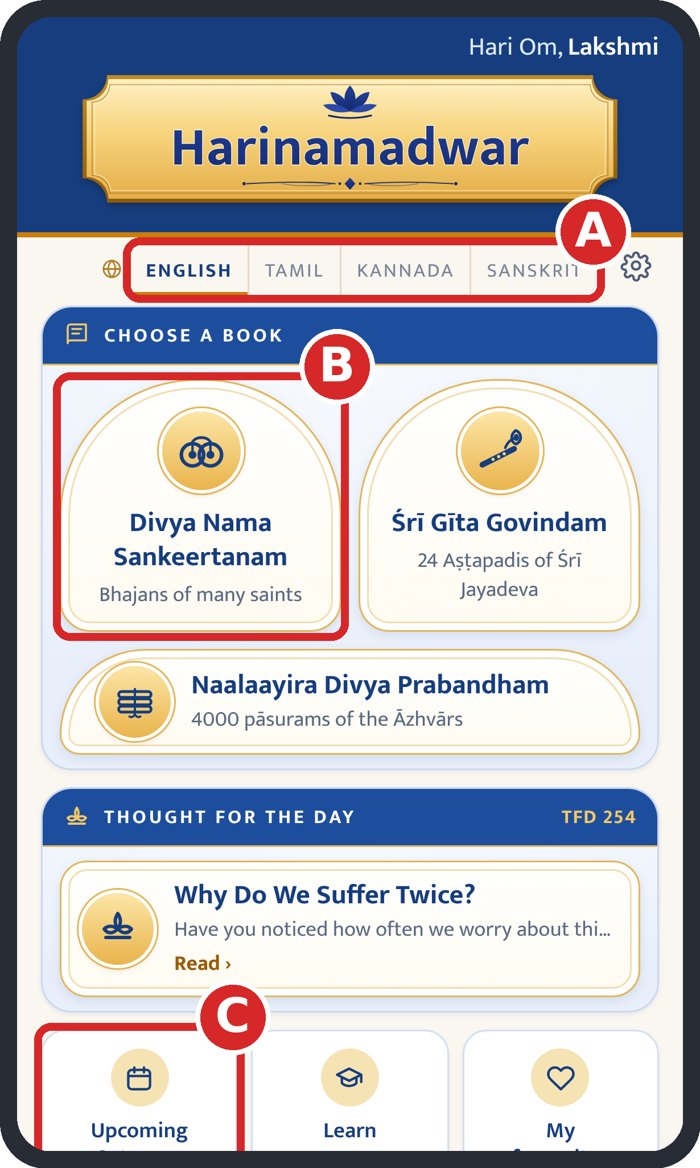 Hari Om, Lakshmi
Harinamadwar
A
ENGLISH TAMIL KANNADA SANSKRIT
CHOOSE A BOOK
B
Divya Nama
Sankeertanam
Bhajans of many saints
Śrī Gīta Govindam
24 Aṣṭapadis of Śrī
Jayadeva
Naalaayira Divya Prabandham
4000 pāsurams of the Āzhvārs
THOUGHT FOR THE DAY TFD 254
Why Do We Suffer Twice?
Have you noticed how often we worry about thi...
Read ›
C
Upcoming
Learn
My